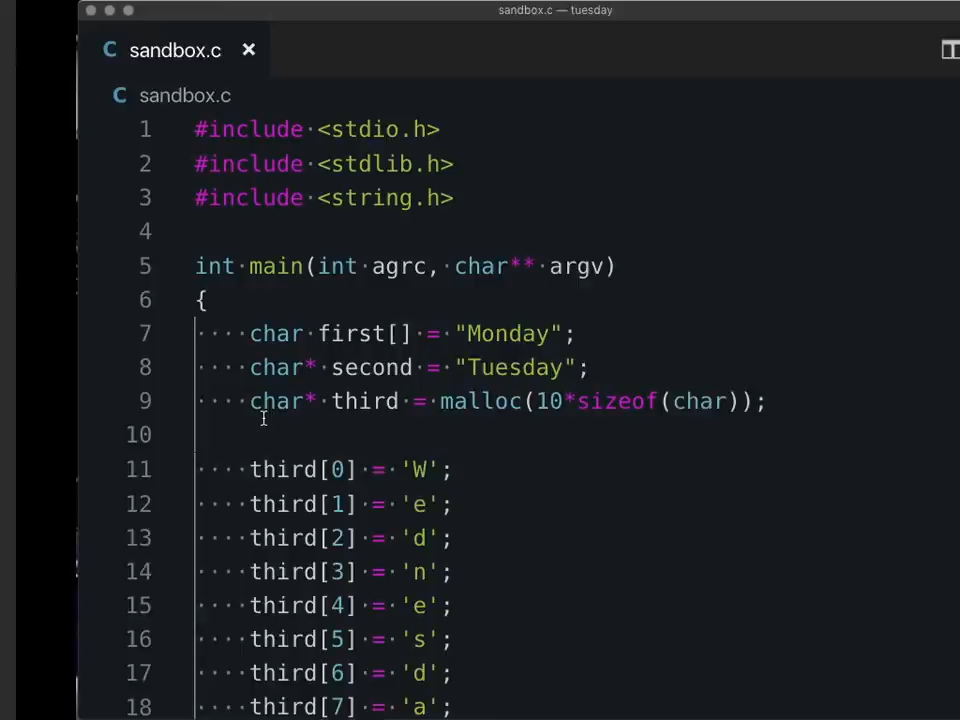 sandbox.c — tuesday
C sandbox.c ×
C sandbox.c
1 #include <stdio.h>
2 #include <stdlib.h>
3 #include <string.h>
4
5 int main(int agrc, char** argv)
6 {
7 char first[] = "Monday";
8 char* second = "Tuesday";
9 char* third = malloc(10*sizeof(char));
10
11 third[0] = 'W';
12 third[1] = 'e';
13 third[2] = 'd';
14 third[3] = 'n';
15 third[4] = 'e';
16 third[5] = 's';
17 third[6] = 'd';
18 third[7] = 'a';